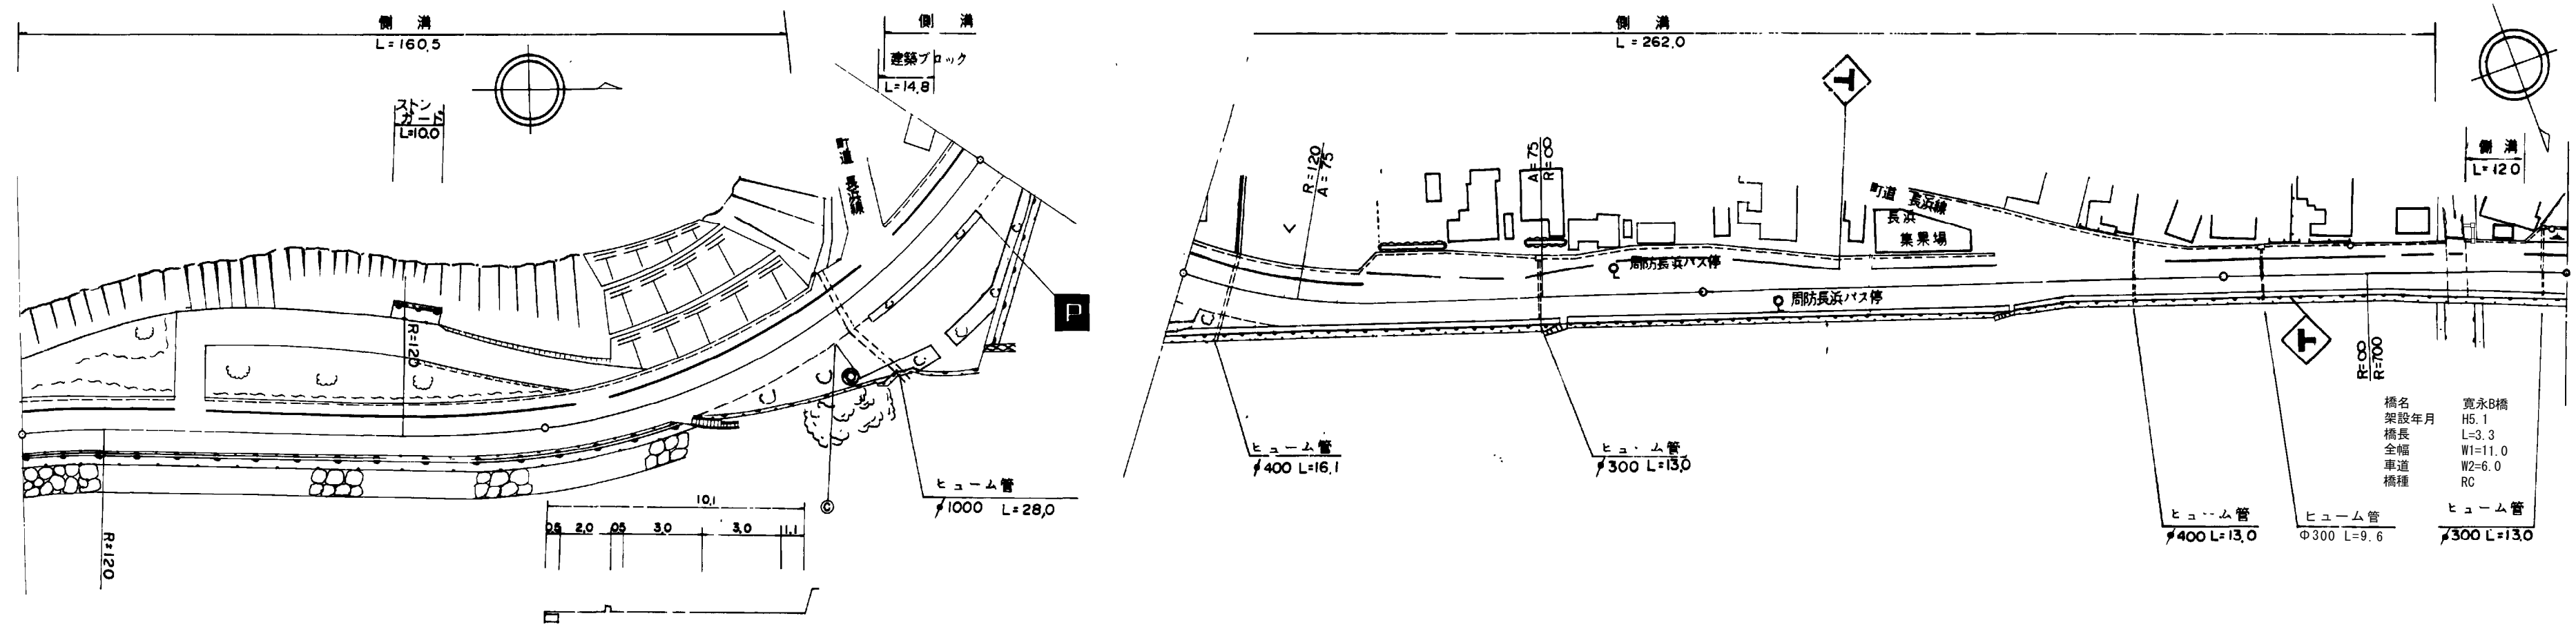 側 溝
L=160,5
側 溝
建築ブロック
L=14,8
ストン
ガード
L=10,0
町道 長浜線
R=120
R=120
P
ヒューム管
φ1000 L=28,0
C
10,1
0,5 2,0 0,5 3,0 3,0 1,1
側 溝
L=262,0
R=120
A=75
A=75
R=∞
町道 長浜線
長浜
集果場
周防長浜バス停
周防長浜バス停
側 溝
L=12,0
R=∞
R=700
ヒューム管
φ400 L=16,1
ヒューム管
φ300 L=13,0
橋名 寛永B橋
架設年月 H5.1
橋長 L=3.3
全幅 W1=11.0
車道 W2=6.0
橋種 RC
ヒューム管
φ400 L=13,0
ヒューム管
Φ300 L=9.6
ヒューム管
φ300 L=13,0